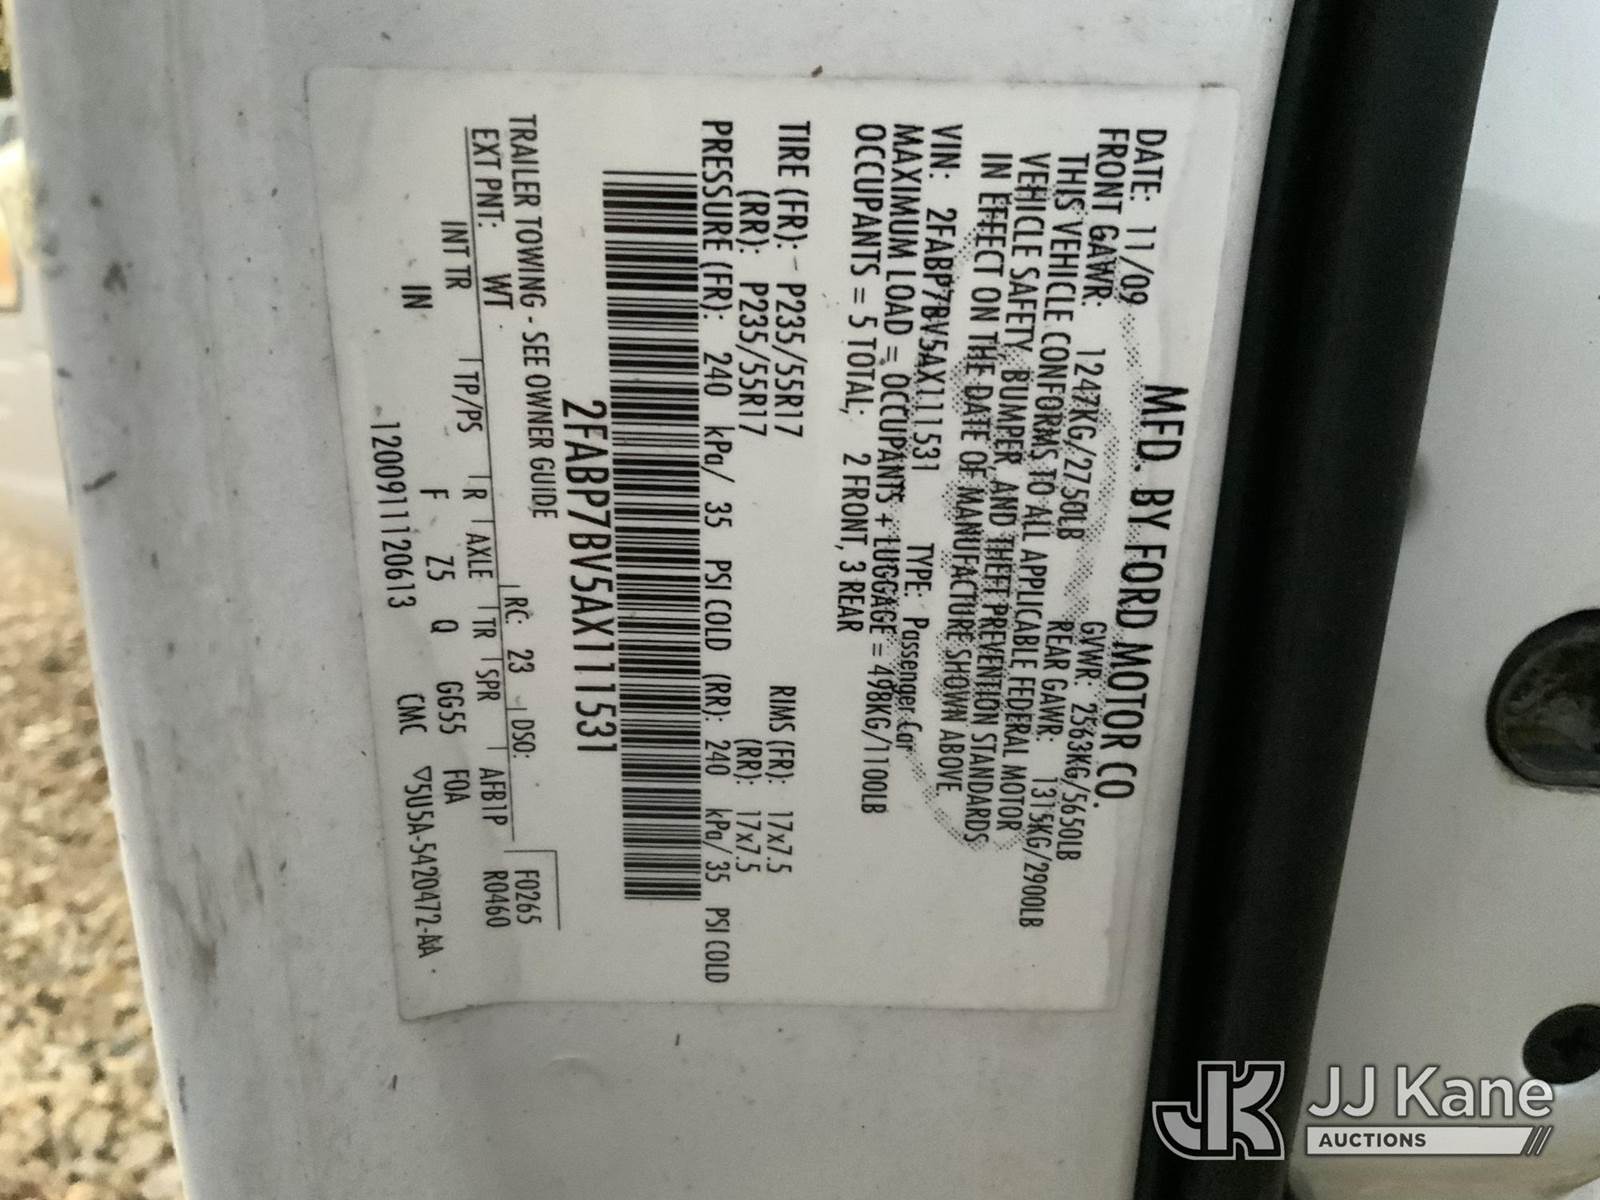 MFD. BY FORD MOTOR CO.
DATE: 11/09 GVWR: 2563KG/5650LB
FRONT GAWR: 1247KG/2750LB REAR GAWR: 1315KG/2900LB
THIS VEHICLE CONFORMS TO ALL APPLICABLE FEDERAL MOTOR
VEHICLE SAFETY, BUMPER, AND THEFT PREVENTION STANDARDS
IN EFFECT ON THE DATE OF MANUFACTURE SHOWN ABOVE
VIN: 2FABP7BV5AX111531 TYPE: Passenger Car
MAXIMUM LOAD = OCCUPANTS + LUGGAGE = 498KG/1100LB
OCCUPANTS = 5 TOTAL, 2 FRONT, 3 REAR
TIRE (FR): P235/55R17 RIMS (FR): 17x7.5
(RR): P235/55R17 (RR): 17x7.5
PRESSURE (FR): 240 kPa/ 35 PSI COLD (RR): 240 kPa/ 35 PSI COLD
2FABP7BV5AX111531
TRAILER TOWING - SEE OWNER GUIDE
F0265
EXT PNT: WT RC: 23 DSO: AFB1P R0460
INT TR TP/PS R AXLE TR SPR
IN F Z5 Q GG55 F0A
12009111120613 CMC ▽5U5A-5420472-AA
JK JJ Kane
AUCTIONS